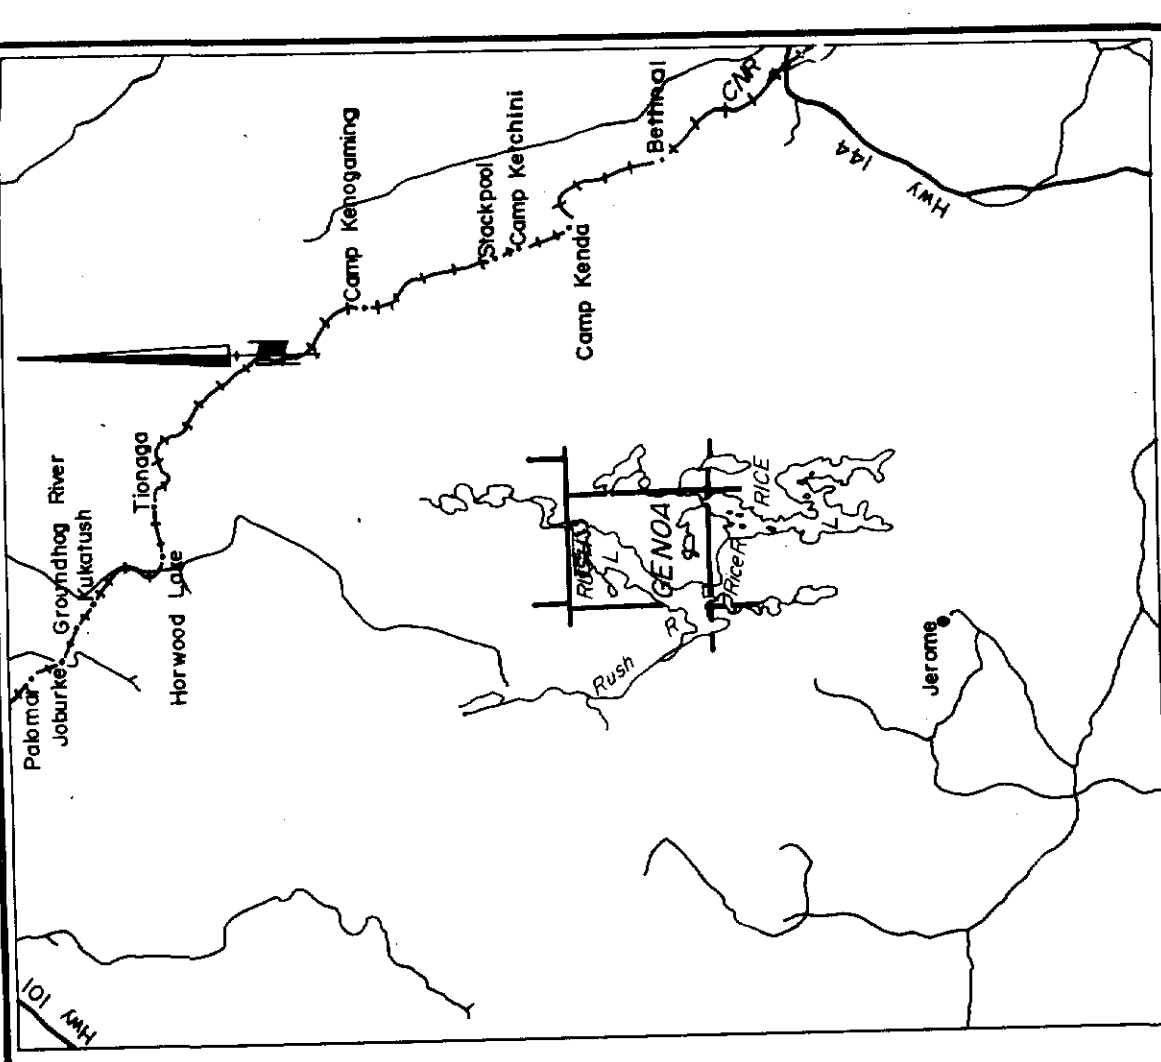 Palomar
Joburke
Groundhog River
Kukatush
Horwood Lake
Tionaga
Camp Kenogaming
Stackpool
Camp Ketchini
Camp Kenda
Bethnal
CNR
Hwy 144
GENOA
RUSH
L
RICE
L
Rice R
Rush R
Jerome
Hwy 101